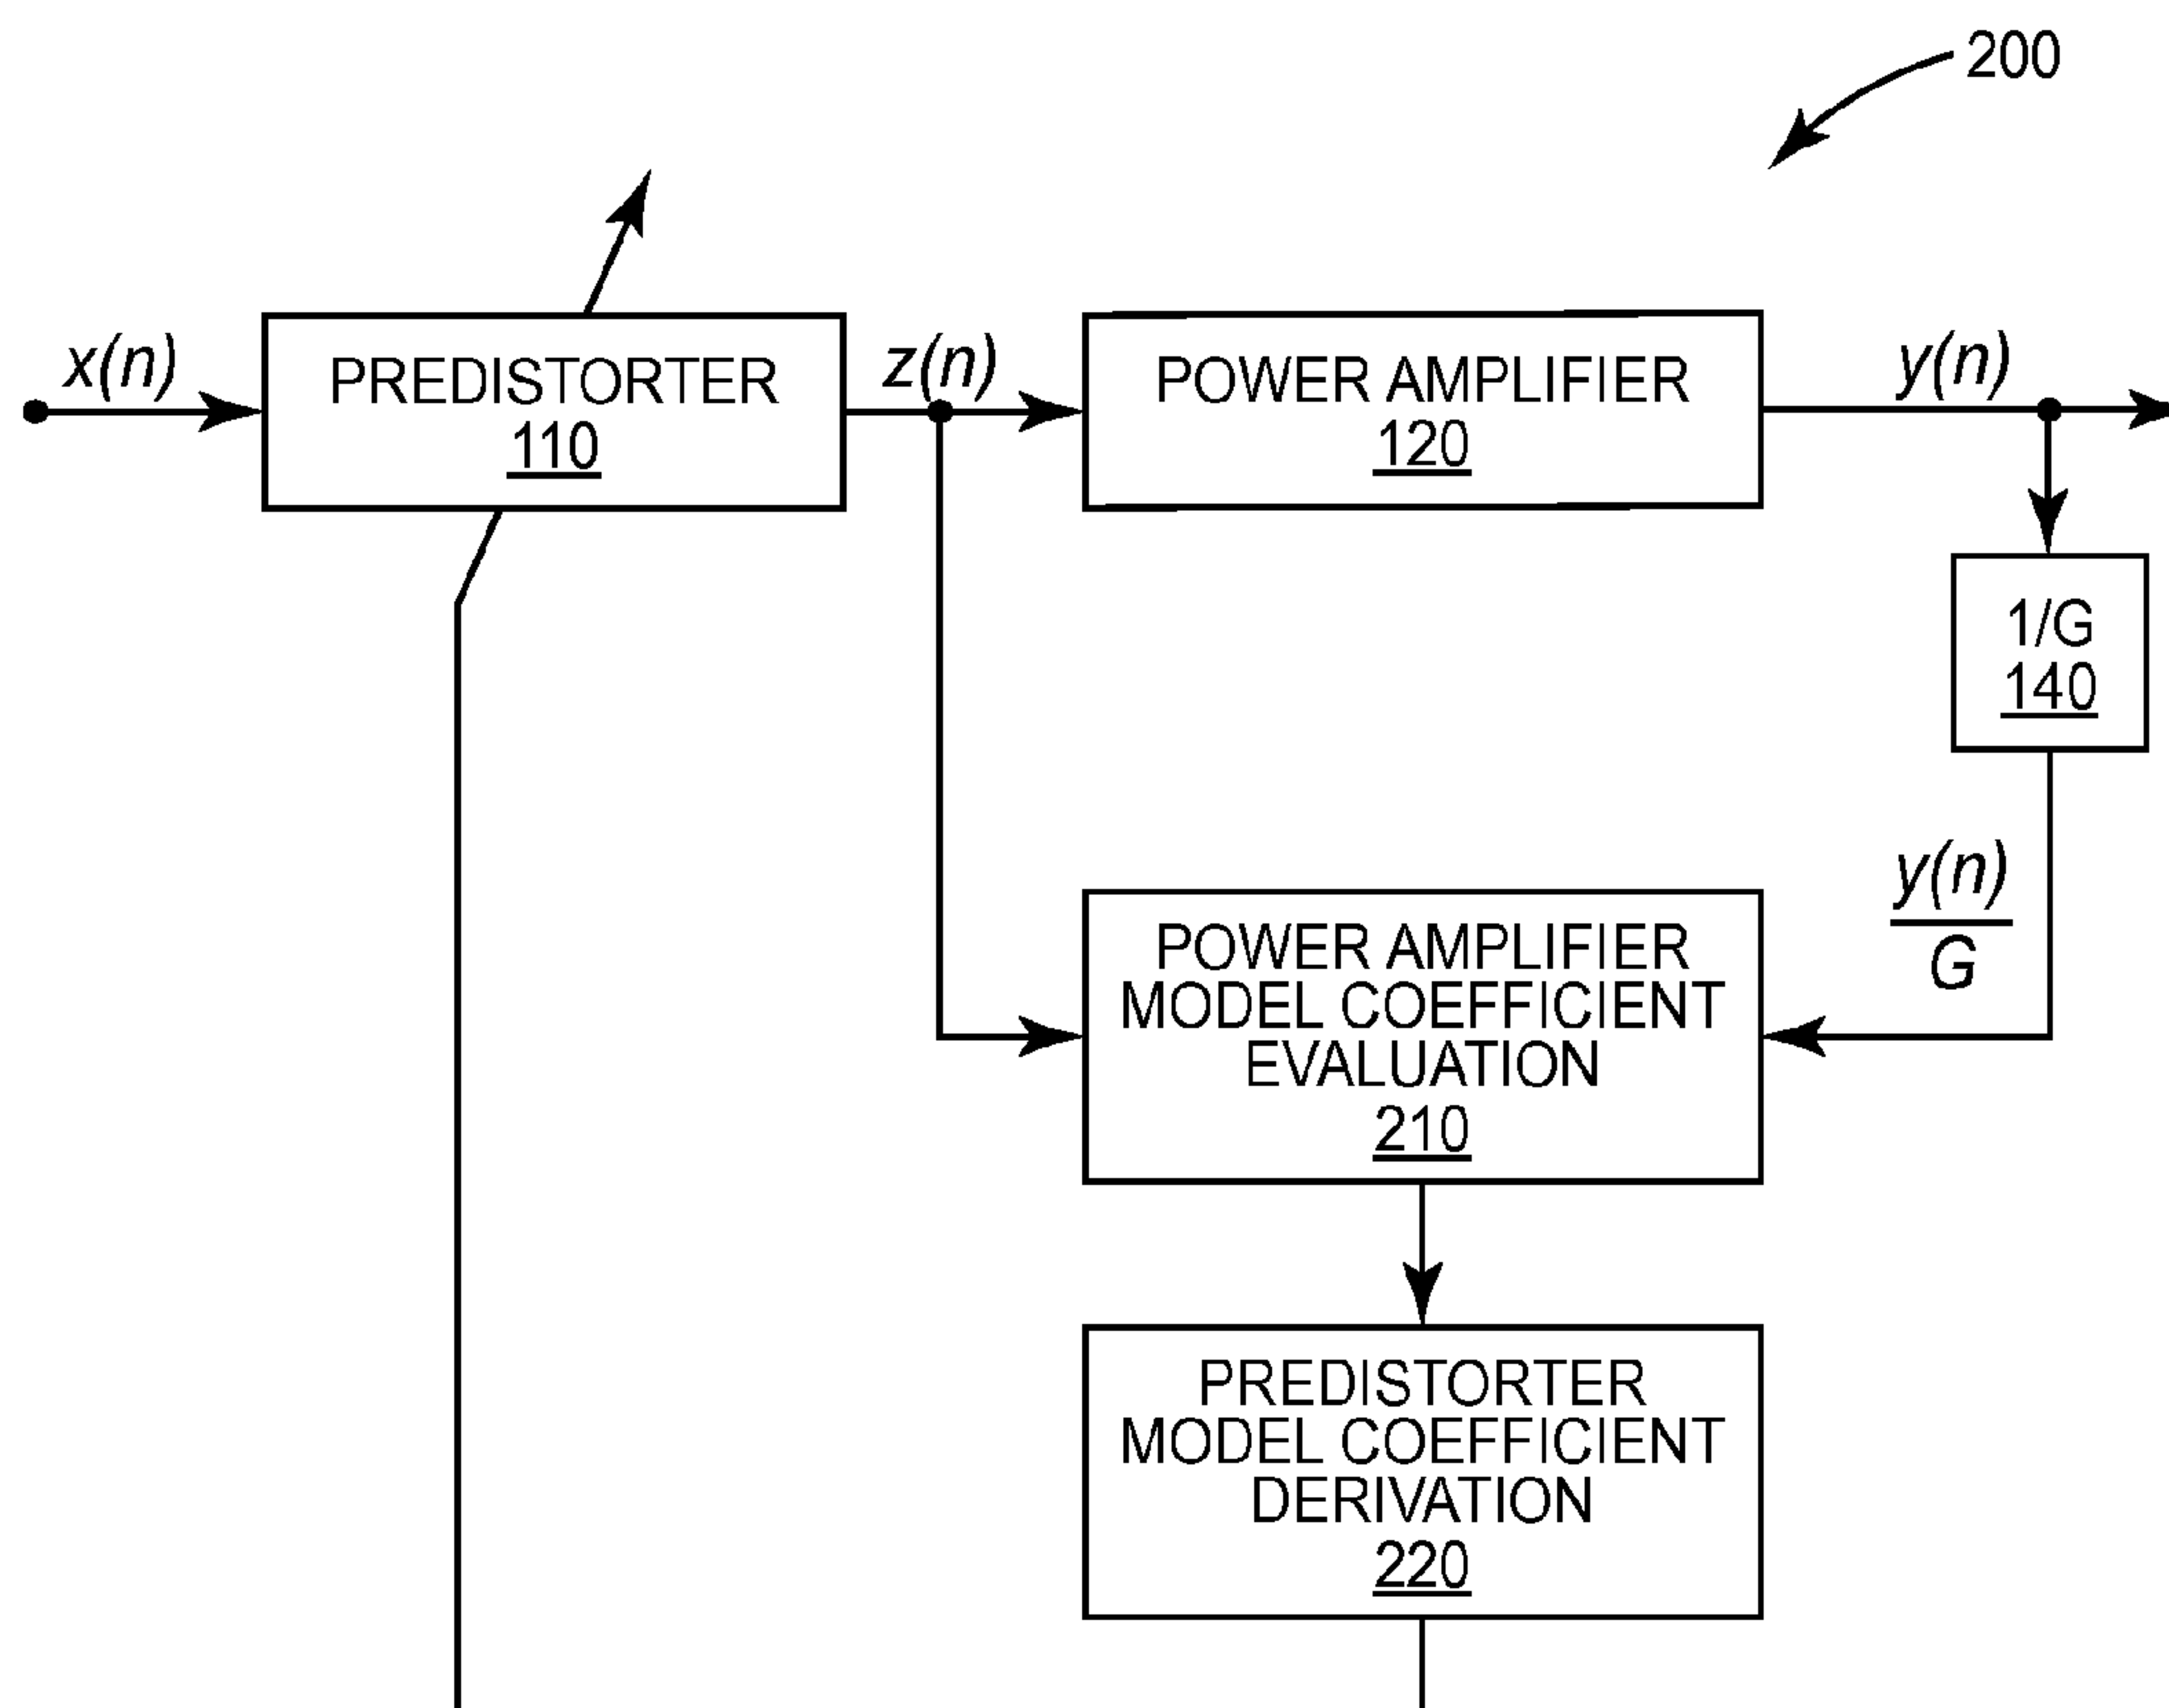 200
x(n)
PREDISTORTER
110
z(n)
POWER AMPLIFIER
120
y(n)
1/G
140
y(n)
G
POWER AMPLIFIER
MODEL COEFFICIENT
EVALUATION
210
PREDISTORTER
MODEL COEFFICIENT
DERIVATION
220